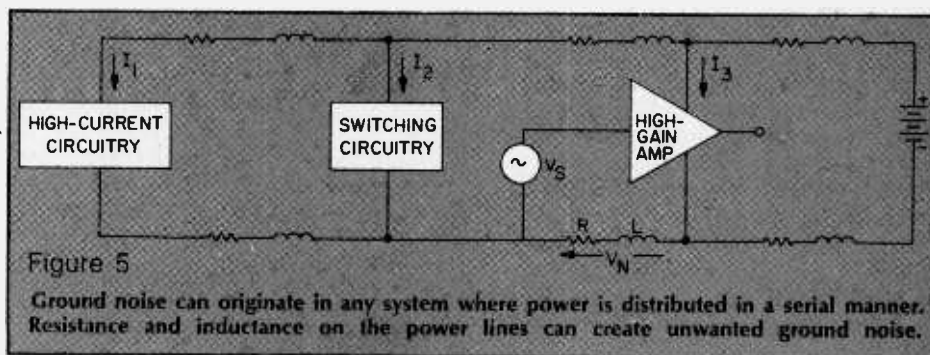 I₁
I₂
I₃
HIGH-CURRENT
CIRCUITRY
SWITCHING
CIRCUITRY
HIGH-
GAIN
AMP
+
-
~
V_S
R
L
V_N
Figure 5
Ground noise can originate in any system where power is distributed in a serial manner.
Resistance and inductance on the power lines can create unwanted ground noise.